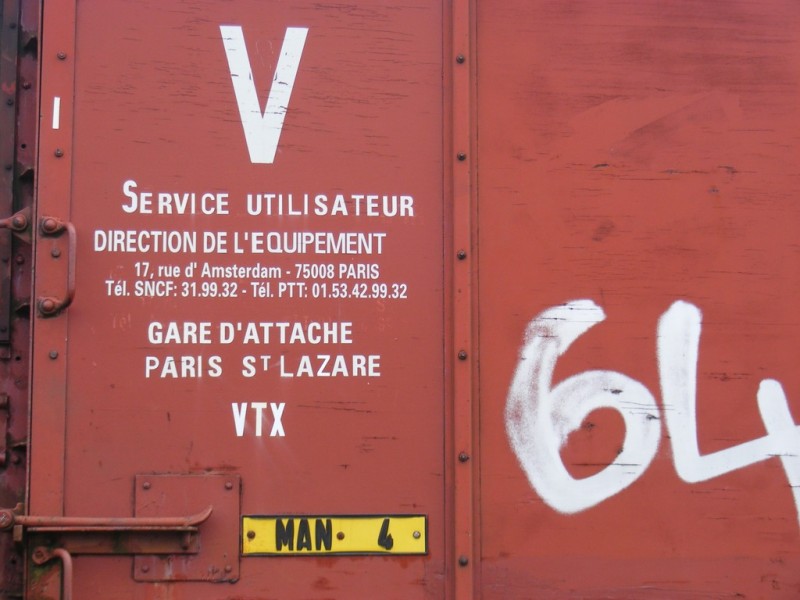 V
I
SERVICE UTILISATEUR
DIRECTION DE L'EQUIPEMENT
17, rue d' Amsterdam - 75008 PARIS
Tél. SNCF: 31.99.32 - Tél. PTT: 01.53.42.99.32
GARE D'ATTACHE
PARIS ST LAZARE
VTX
64
MAN 4